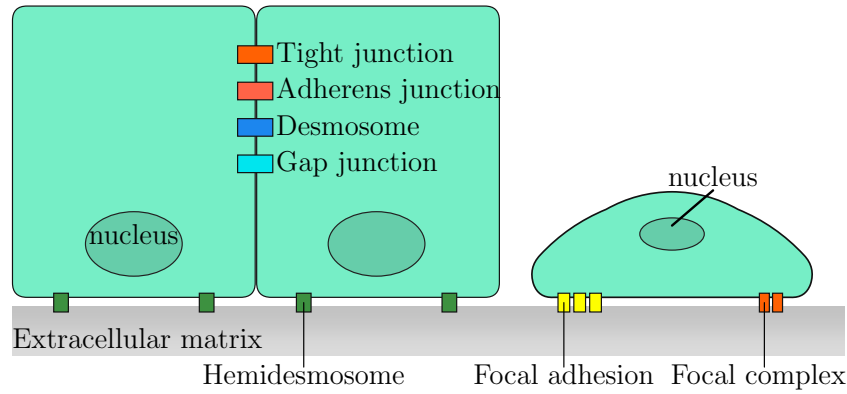 Tight junction
Adherens junction
Desmosome
Gap junction
nucleus
nucleus
Extracellular matrix
Hemidesmosome
Focal adhesion
Focal complex